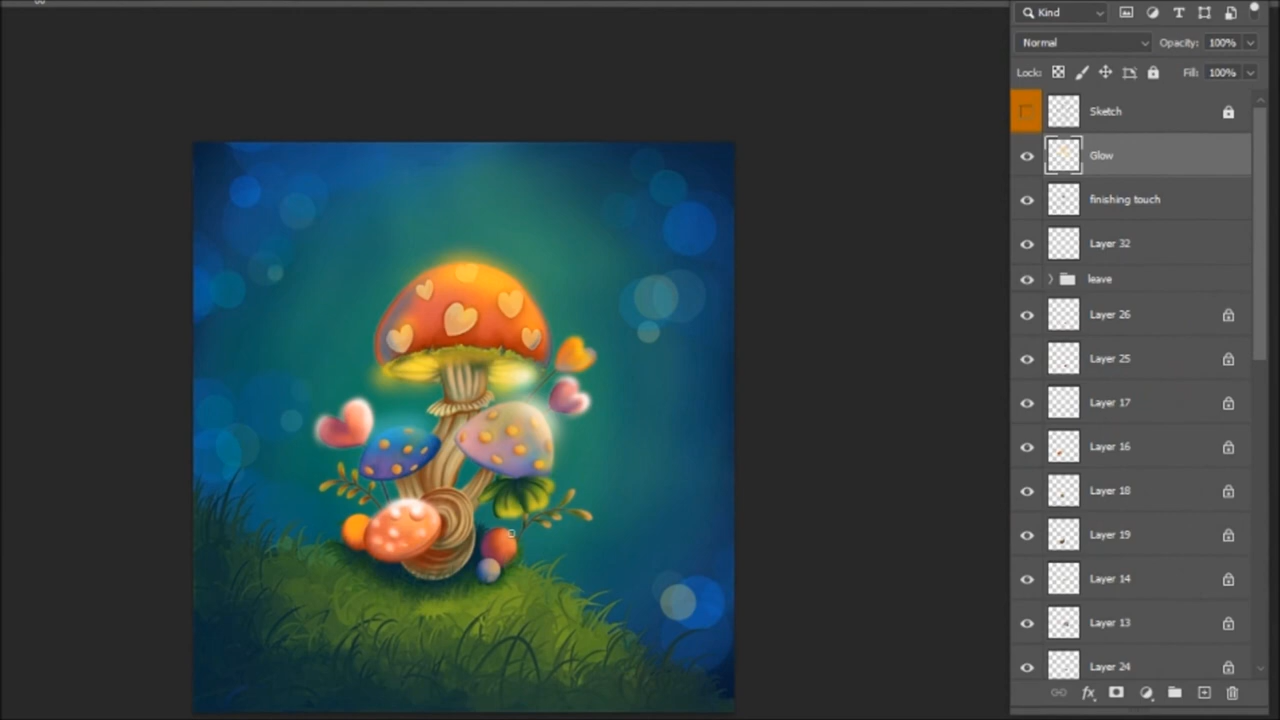 Kind
Normal Opacity: 100%
Lock: Fill: 100%
Sketch
Glow
finishing touch
Layer 32
leave
Layer 26
Layer 25
Layer 17
Layer 16
Layer 18
Layer 19
Layer 14
Layer 13
Layer 24
fx